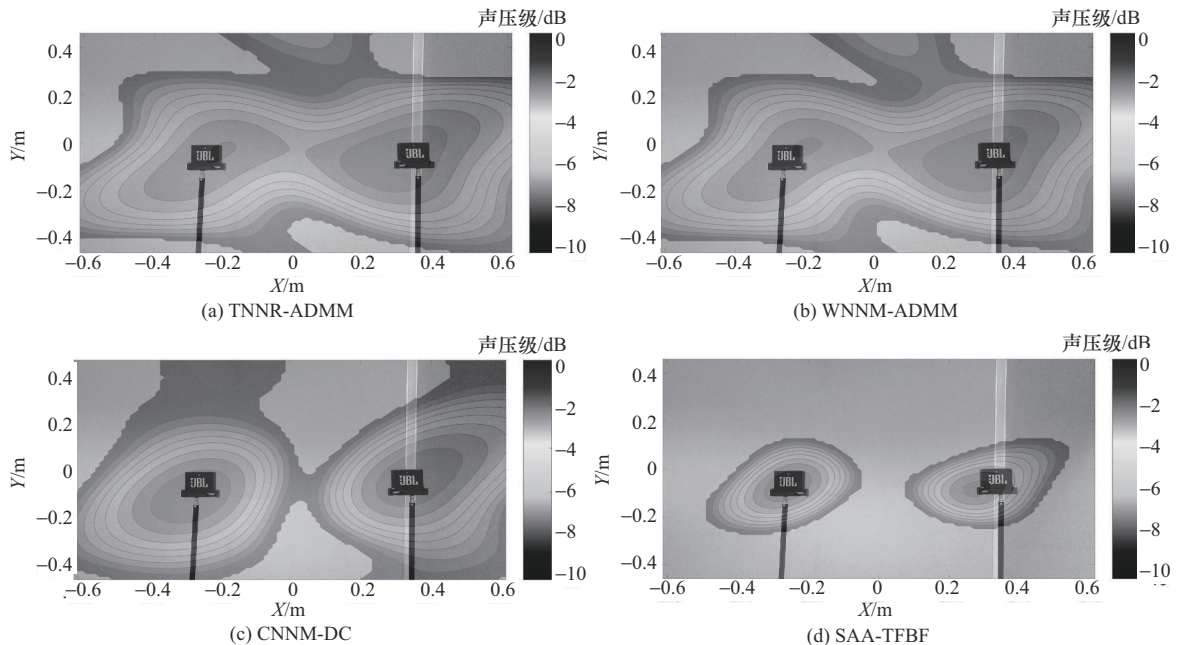 声压级/dB
0.4
0.2
0
−0.2
−0.4
Y/m
JBL
JBL
0
−2
−4
−6
−8
−10
−0.6 −0.4 −0.2 0 0.2 0.4 0.6
X/m
(a) TNNR-ADMM
声压级/dB
0.4
0.2
0
−0.2
−0.4
Y/m
JBL
JBL
0
−2
−4
−6
−8
−10
−0.6 −0.4 −0.2 0 0.2 0.4 0.6
X/m
(b) WNNM-ADMM
声压级/dB
0.4
0.2
0
−0.2
−0.4
Y/m
JBL
JBL
0
−2
−4
−6
−8
−10
−0.6 −0.4 −0.2 0 0.2 0.4 0.6
X/m
(c) CNNM-DC
声压级/dB
0.4
0.2
0
−0.2
−0.4
Y/m
JBL
JBL
0
−2
−4
−6
−8
−10
−0.6 −0.4 −0.2 0 0.2 0.4 0.6
X/m
(d) SAA-TFBF